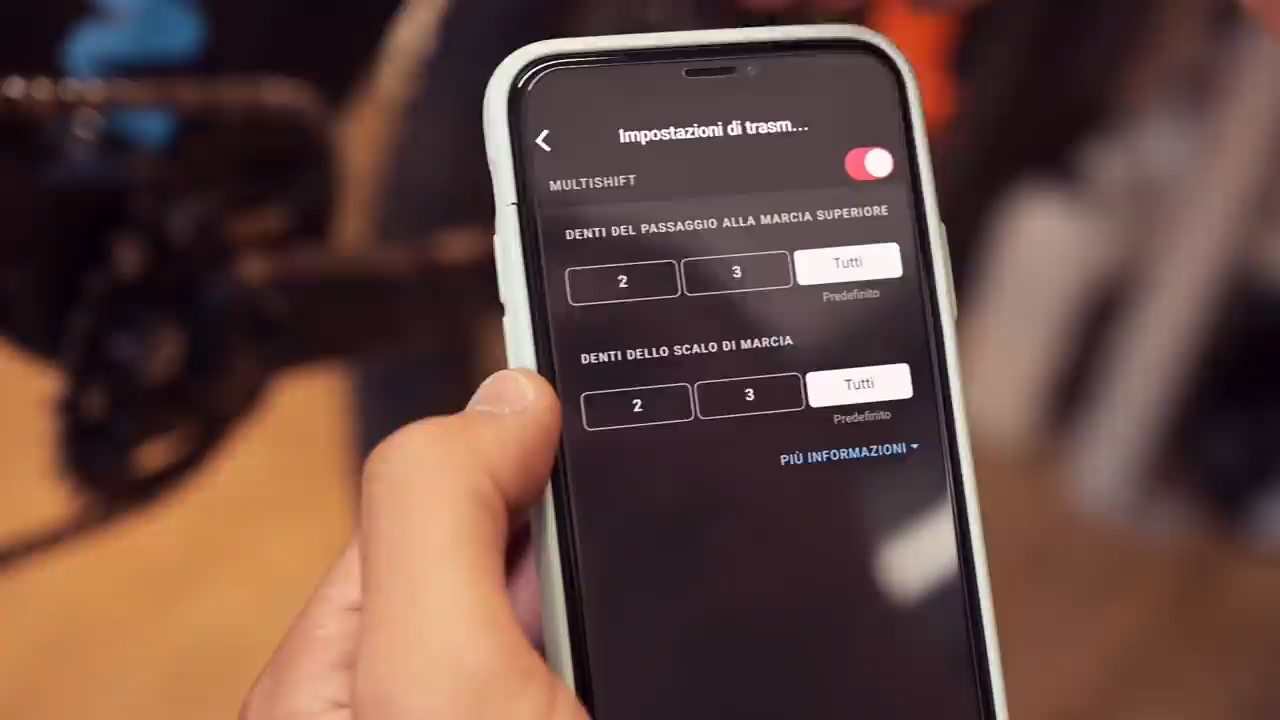 Impostazioni di trasm...
MULTISHIFT
DENTI DEL PASSAGGIO ALLA MARCIA SUPERIORE
2 3 Tutti
Predefinito
DENTI DELLO SCALO DI MARCIA
2 3 Tutti
Predefinito
PIÙ INFORMAZIONI